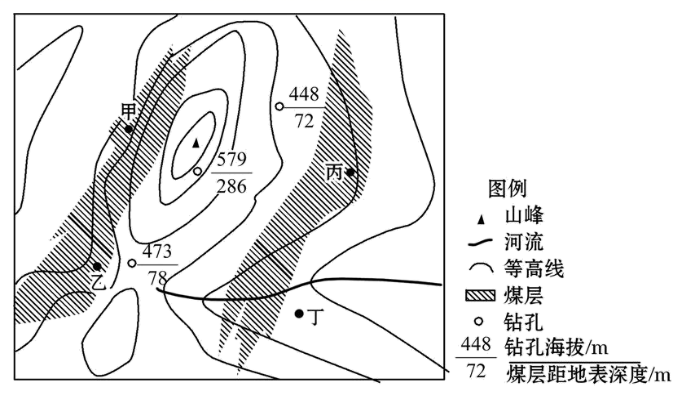 甲
448
72
579
286
丙
473
78
乙
丁
图例
山峰
河流
等高线
煤层
钻孔
448 钻孔海拔/m
72 煤层距地表深度/m